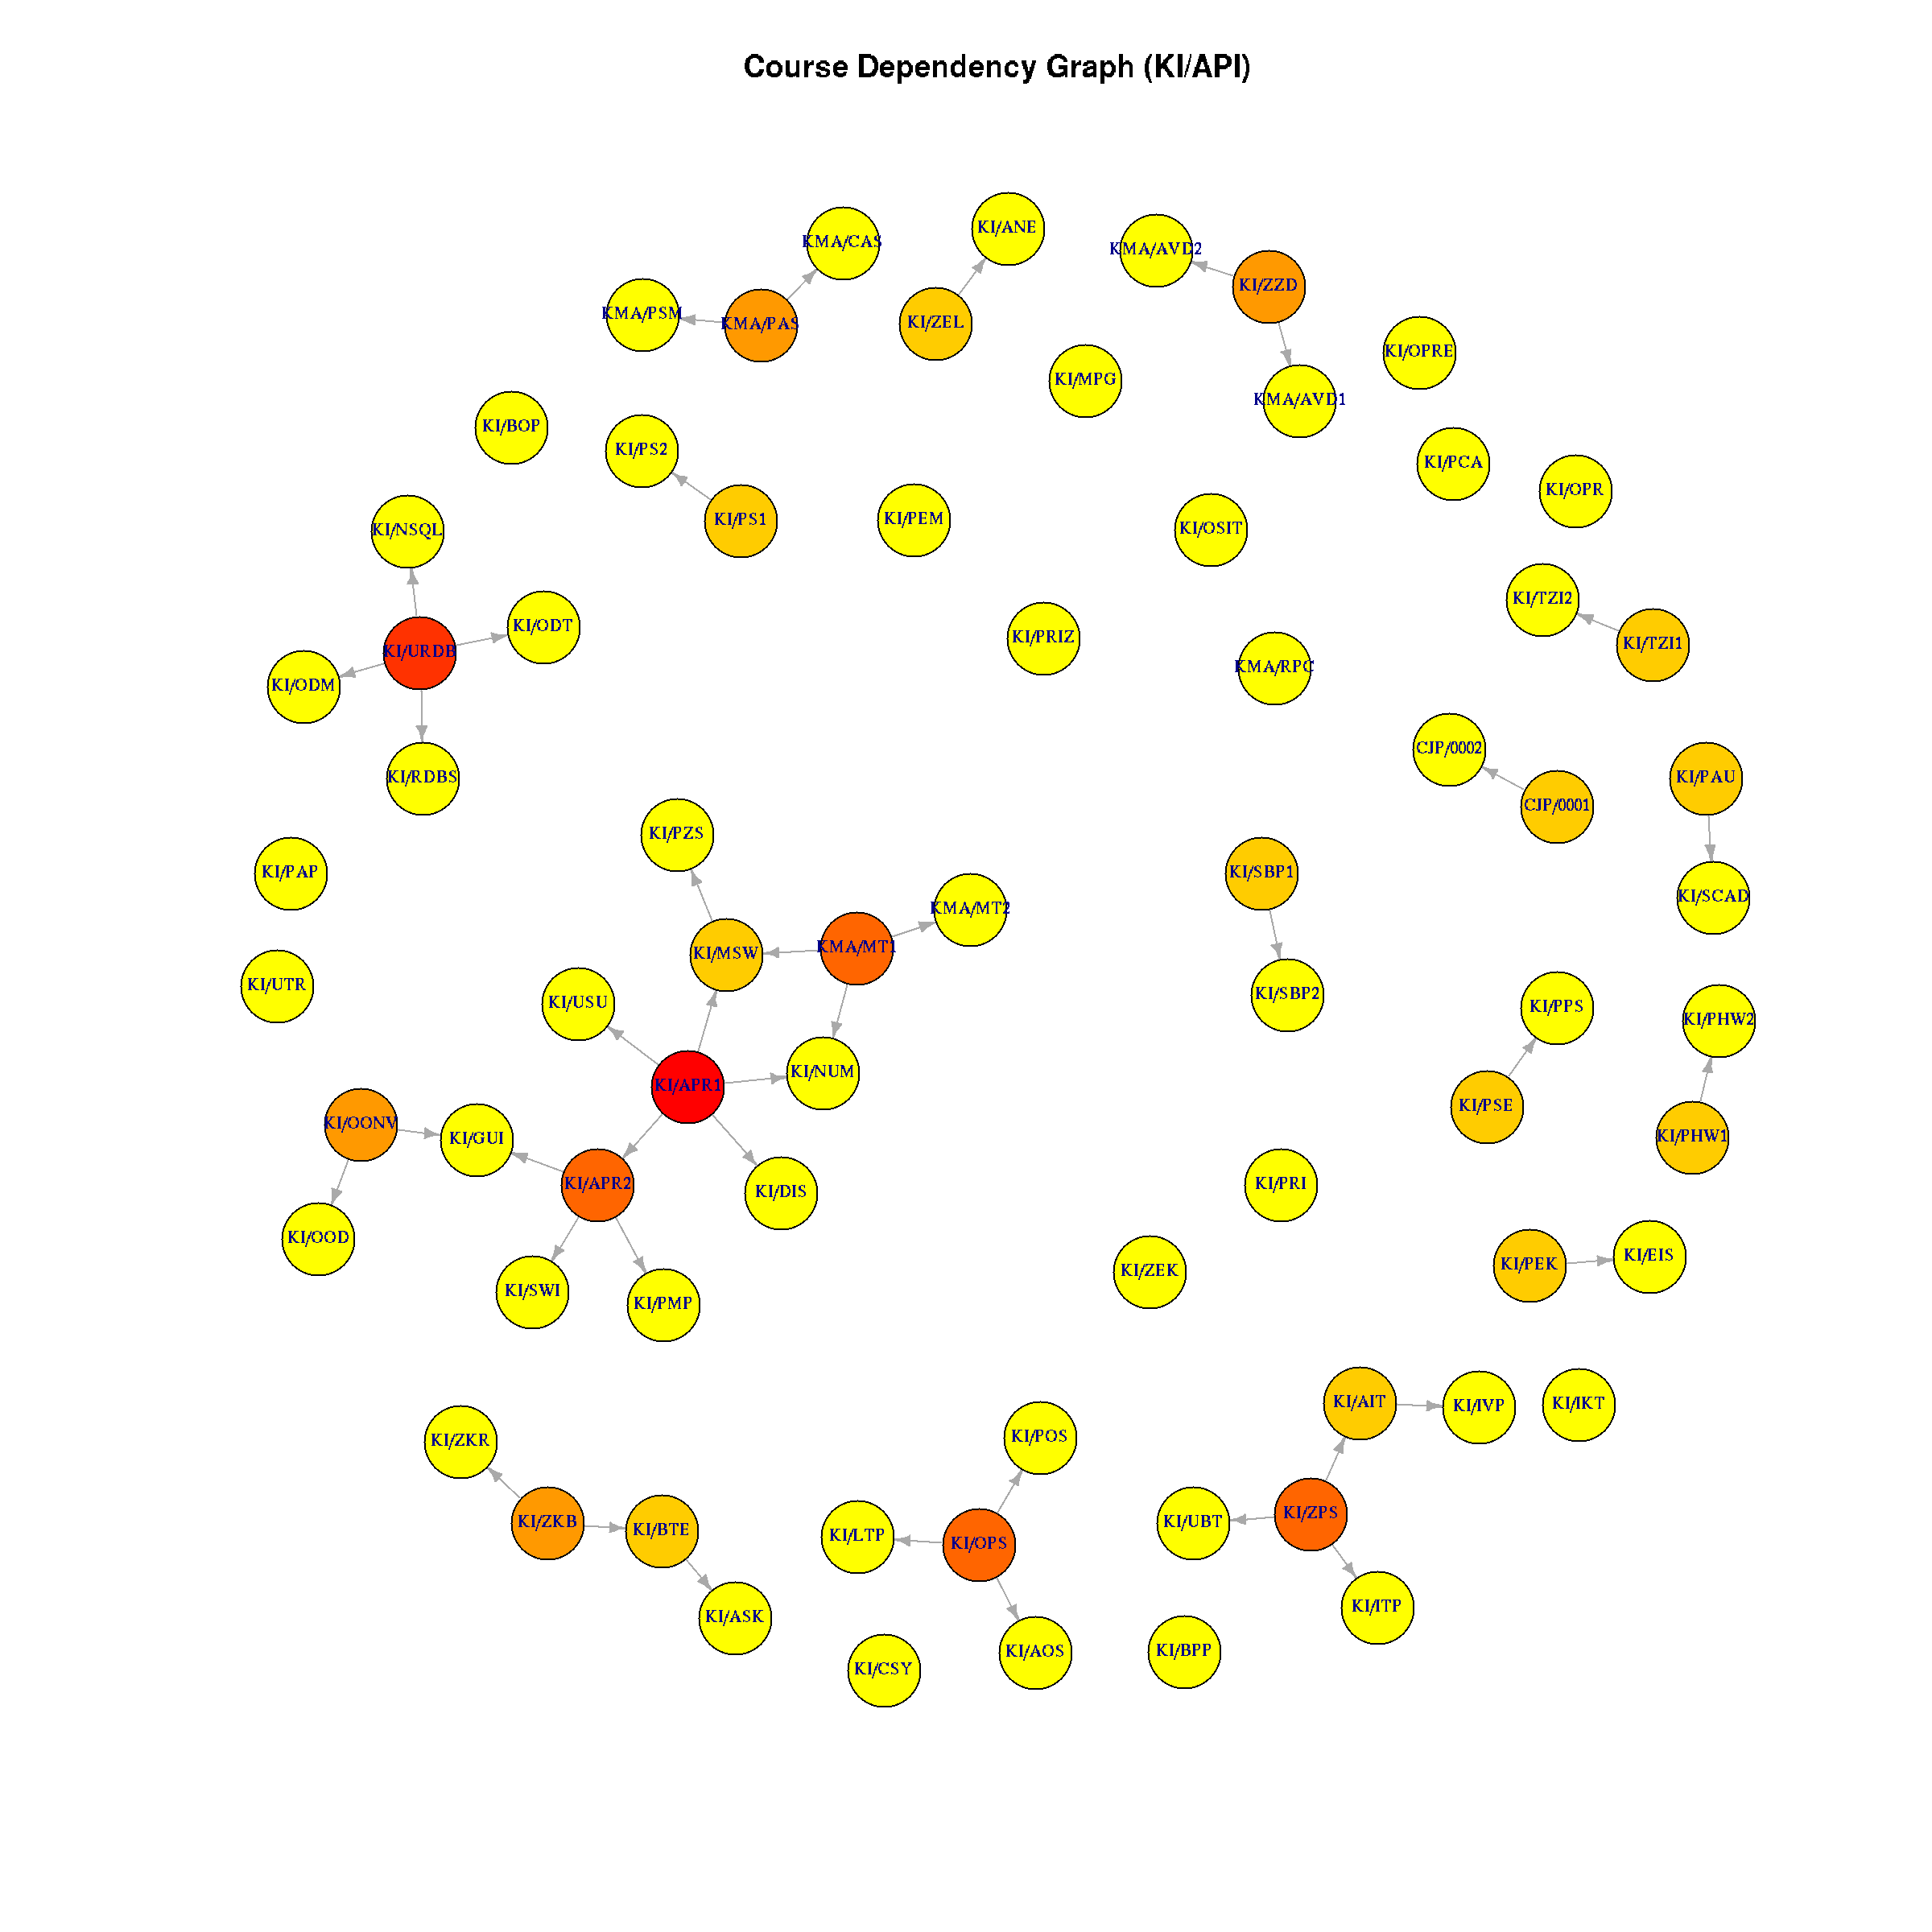 Course Dependency Graph (KI/API)
KI/ANE
KMA/CAS
KMA/AVD2
KI/ZZD
KMA/PSM
KMA/PAS
KI/ZEL
KI/OPRE
KI/MPG
KMA/AVD1
KI/BOP
KI/PS2
KI/PCA
KI/OPR
KI/PS1
KI/PEM
KI/OSIT
KI/NSQL
KI/TZI2
KI/ODT
KI/PRIZ
KI/TZI1
KI/URDB
KMA/RPC
KI/ODM
CJP/0002
KI/RDBS
KI/PAU
CJP/0001
KI/PZS
KI/PAP
KI/SBP1
KI/SCAD
KMA/MT2
KMA/MT1
KI/MSW
KI/UTR
KI/SBP2
KI/USU
KI/PPS
KI/PHW2
KI/NUM
KI/APR1
KI/PSE
KI/OONV
KI/GUI
KI/PHW1
KI/APR2
KI/DIS
KI/PRI
KI/OOD
KI/EIS
KI/PEK
KI/ZEK
KI/SWI
KI/PMP
KI/AIT
KI/IVP
KI/IKT
KI/ZKR
KI/POS
KI/ZPS
KI/ZKB
KI/UBT
KI/BTE
KI/LTP
KI/OPS
KI/ITP
KI/ASK
KI/AOS
KI/BPP
KI/CSY